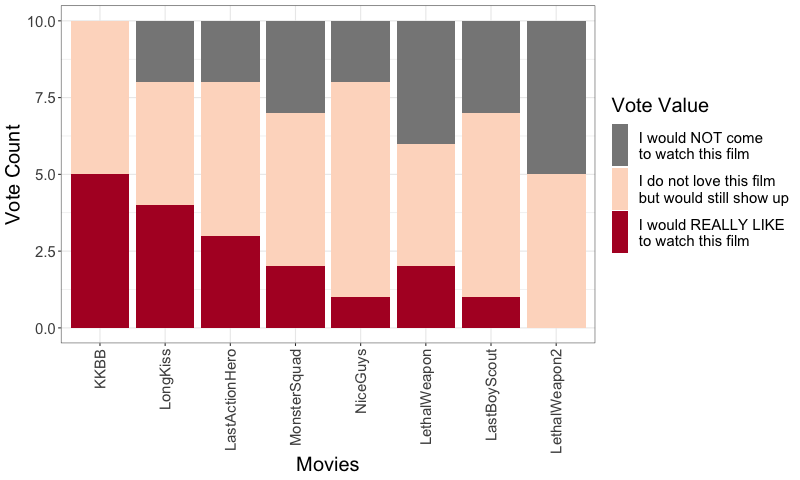 10.0
7.5
5.0
2.5
0.0
Vote Count
KKBB
LongKiss
LastActionHero
MonsterSquad
NiceGuys
LethalWeapon
LastBoyScout
LethalWeapon2
Movies
Vote Value
I would NOT come
to watch this film
I do not love this film
but would still show up
I would REALLY LIKE
to watch this film